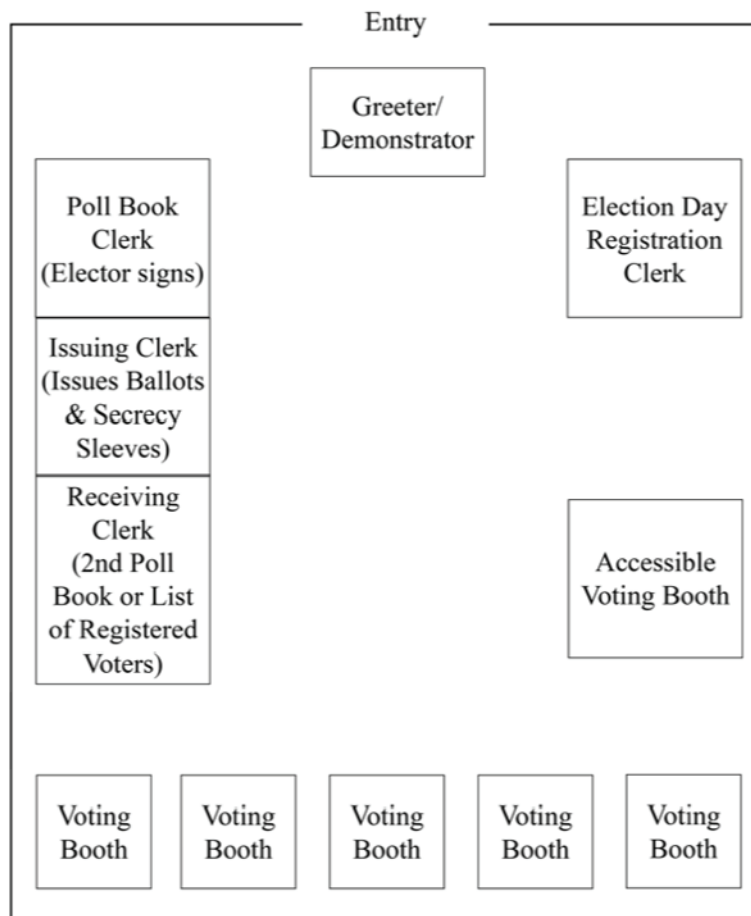 Entry
Greeter/
Demonstrator
Poll Book
Clerk
(Elector signs)
Election Day
Registration
Clerk
Issuing Clerk
(Issues Ballots
& Secrecy
Sleeves)
Receiving
Clerk
(2nd Poll
Book or List
of Registered
Voters)
Accessible
Voting Booth
Voting
Booth
Voting
Booth
Voting
Booth
Voting
Booth
Voting
Booth